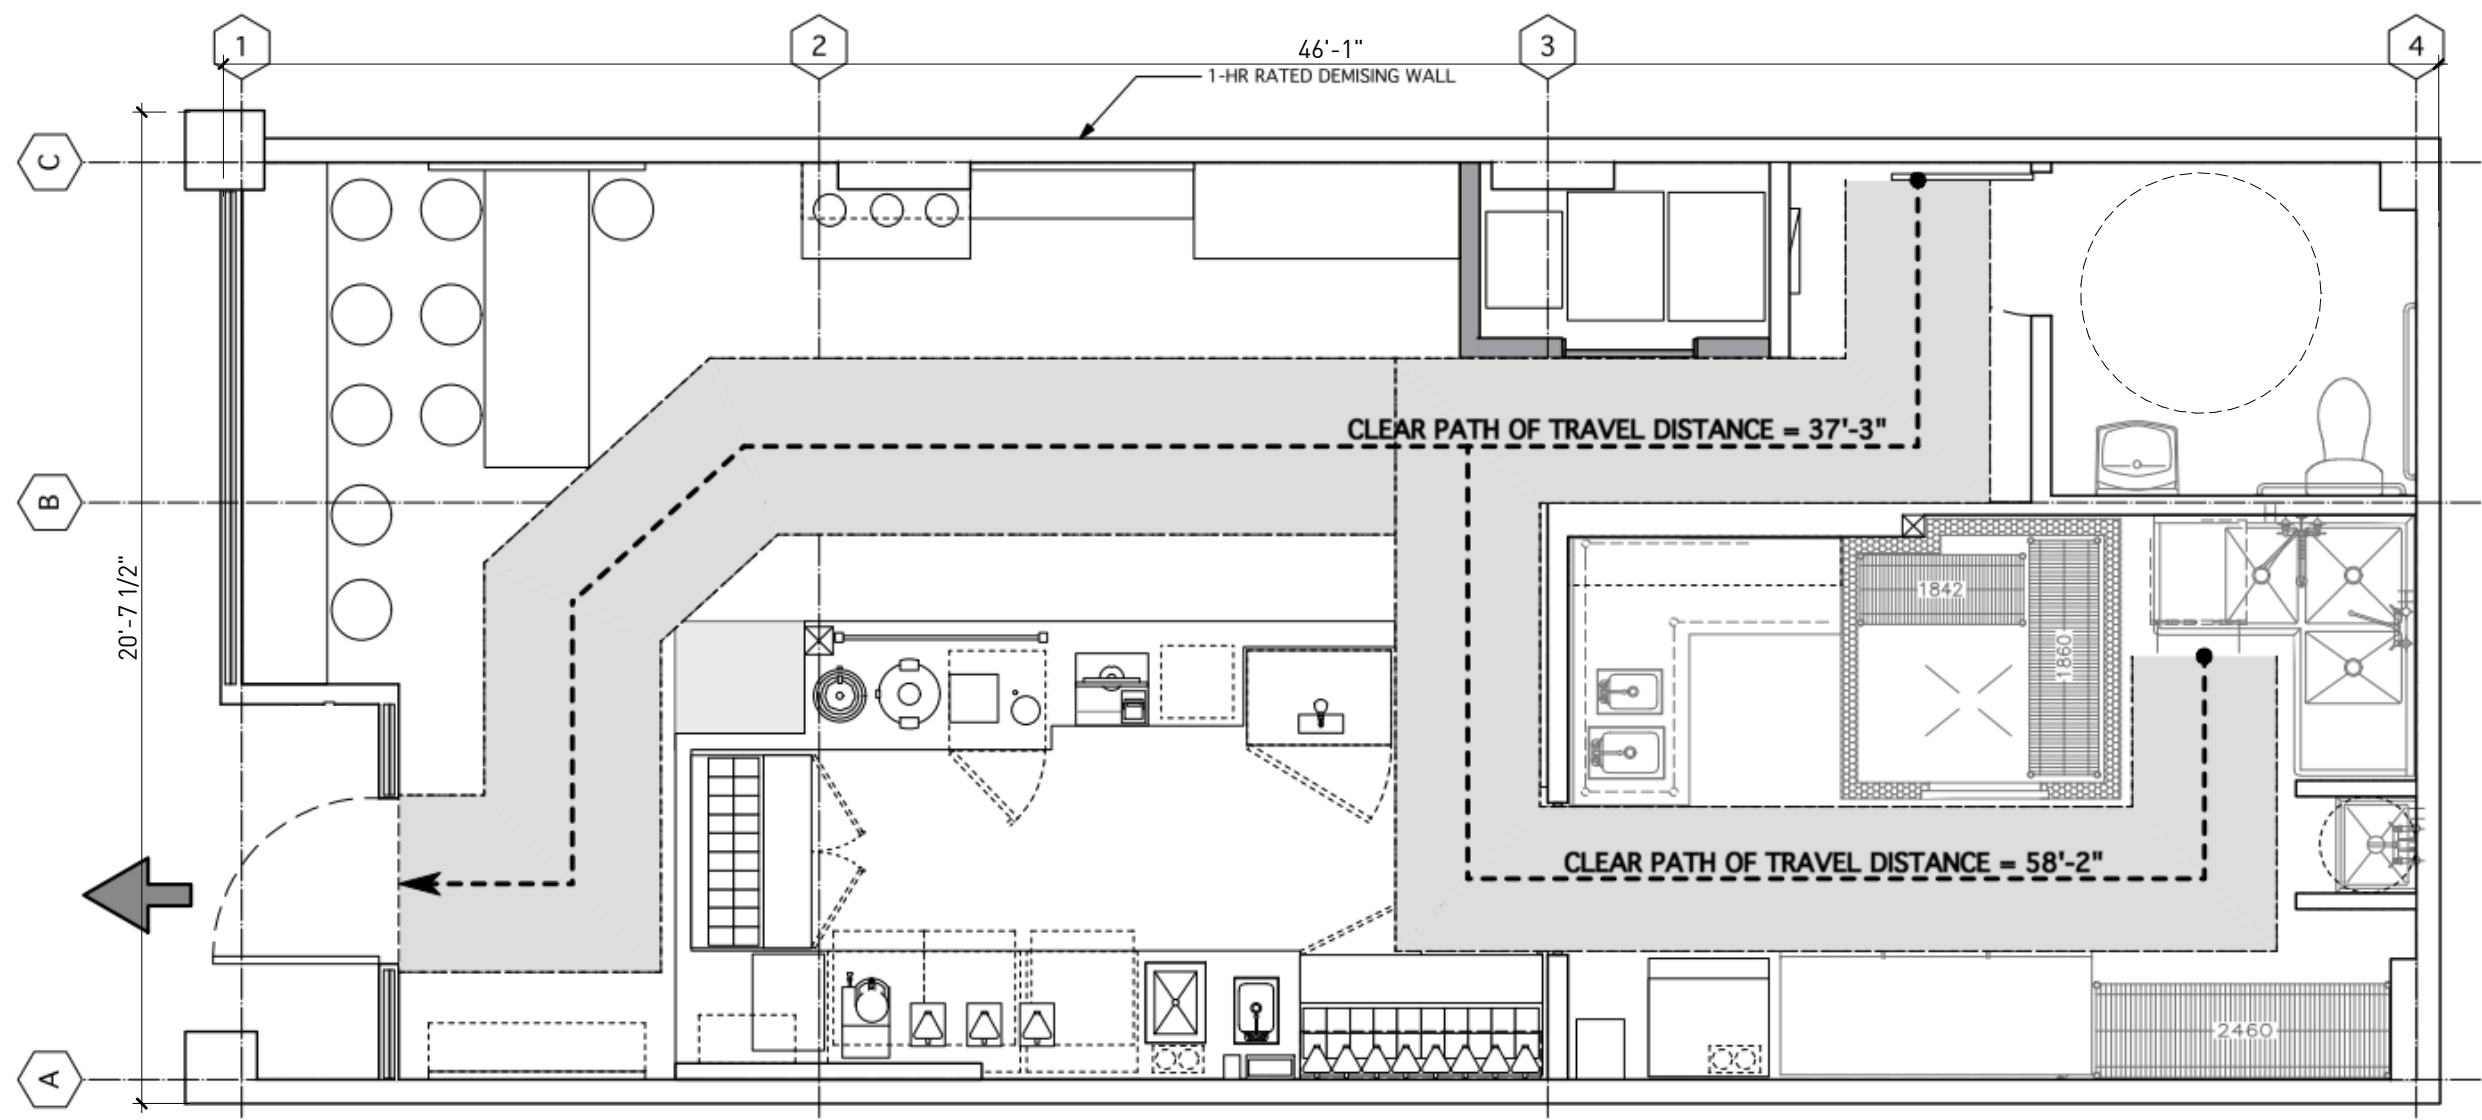 1
2
46'-1"
3
4
1-HR RATED DEMISING WALL
C
CLEAR PATH OF TRAVEL DISTANCE = 37'-3"
B
20'-7 1/2"
1842
1860
CLEAR PATH OF TRAVEL DISTANCE = 58'-2"
2460
A